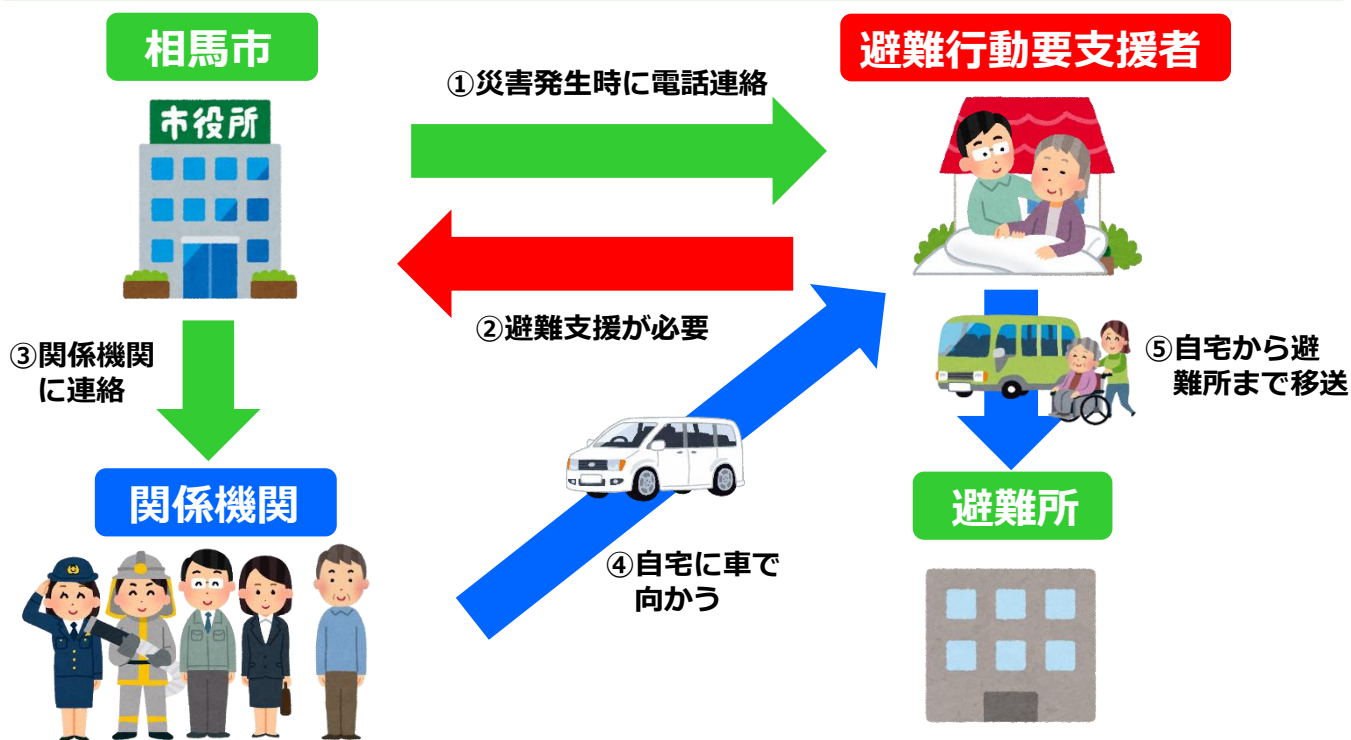 相馬市
避難行動要支援者
①災害発生時に電話連絡
市役所
②避難支援が必要
③関係機関
に連絡
⑤自宅から避
難所まで移送
関係機関
避難所
④自宅に車で
向かう